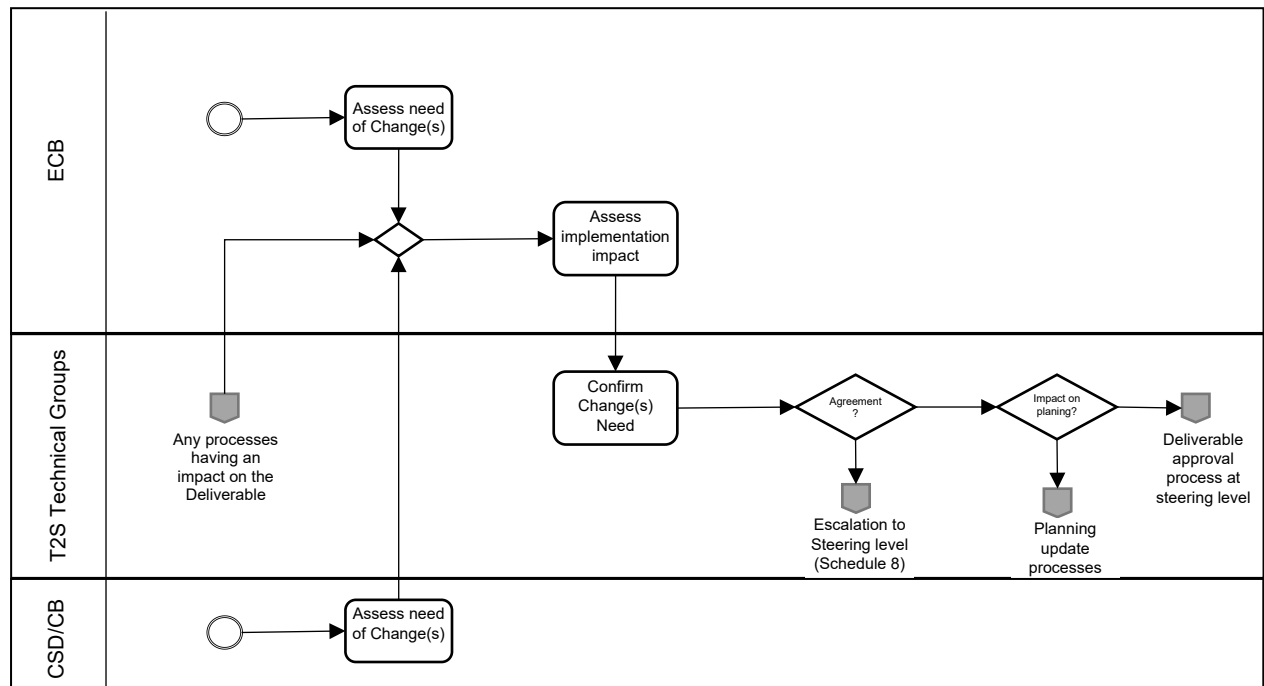 ECB
Assess need
of Change(s)
Assess
implementation
impact
T2S Technical Groups
Any processes
having an
impact on the
Deliverable
Confirm
Change(s)
Need
Agreement
?
Escalation to
Steering level
(Schedule 8)
Impact on
planing?
Planning
update
processes
Deliverable
approval
process at
steering level
CSD/CB
Assess need
of Change(s)